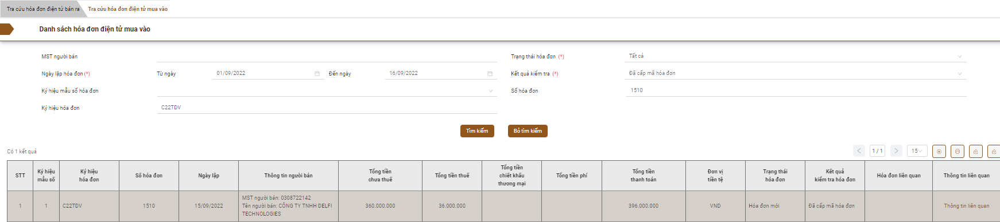 Tra cứu hóa đơn điện tử bán ra Tra cứu hóa đơn điện tử mua vào
Danh sách hóa đơn điện tử mua vào
MST người bán Trạng thái hóa đơn (*) Tất cả
Ngày lập hóa đơn (*) Từ ngày 01/09/2022 Đến ngày 16/09/2022 Kết quả kiểm tra (*) Đã cấp mã hóa đơn
Ký hiệu mẫu số hóa đơn Số hóa đơn 1510
Ký hiệu hóa đơn C22TDV
Tìm kiếm Bỏ tìm kiếm
Có 1 kết quả 1 / 1 15
STT Ký hiệu mẫu số Ký hiệu hóa đơn Số hóa đơn Ngày lập Thông tin người bán Tổng tiền chưa thuế Tổng tiền thuế Tổng tiền chiết khấu thương mại Tổng tiền phí Tổng tiền thanh toán Đơn vị tiền tệ Trạng thái hóa đơn Kết quả kiểm tra hóa đơn Hóa đơn liên quan Thông tin liên quan
1 1 C22TDV 1510 15/09/2022 MST người bán: 0308722142
Tên người bán: CÔNG TY TNHH DELFI
TECHNOLOGIES
360.000.000 36.000.000 396.000.000 VND Hóa đơn mới Đã cấp mã hóa đơn Thông tin liên quan